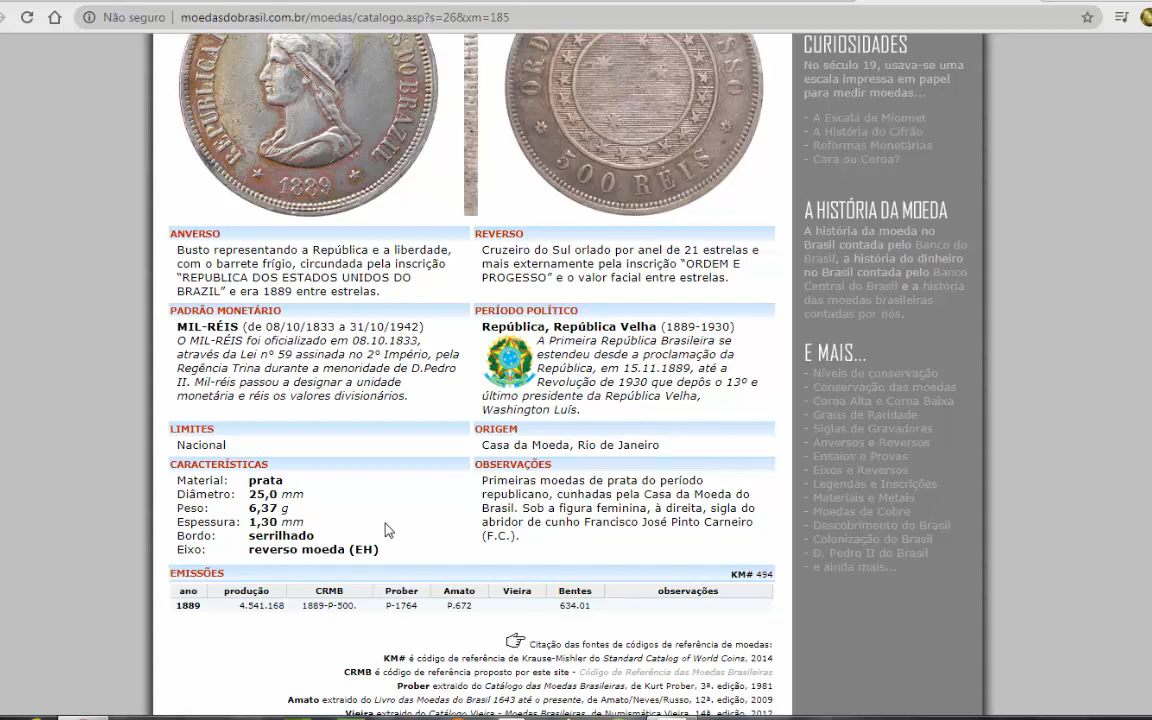 Não seguro
moedasdobrasil.com.br/moedas/catalogo.asp?s=26&xm=185
REPUBLICA DOS DO BRAZIL
1889
500 REIS
ANVERSO
Busto representando a República e a liberdade,
com o barrete frígio, circundada pela inscrição
“REPUBLICA DOS ESTADOS UNIDOS DO
BRAZIL” e era 1889 entre estrelas.
REVERSO
Cruzeiro do Sul orlado por anel de 21 estrelas e
mais externamente pela inscrição “ORDEM E
PROGESSO” e o valor facial entre estrelas.
PADRÃO MONETÁRIO
MIL-RÉIS (de 08/10/1833 a 31/10/1942)
O MIL-RÉIS foi oficializado em 08.10.1833,
através da Lei n° 59 assinada no 2° Império, pela
Regência Trina durante a menoridade de D.Pedro
II. Mil-réis passou a designar a unidade
monetária e réis os valores divisionários.
PERÍODO POLÍTICO
República, República Velha (1889-1930)
A Primeira República Brasileira se
estendeu desde a proclamação da
República, em 15.11.1889, até a
Revolução de 1930 que depôs o 13º e
último presidente da República Velha,
Washington Luís.
LIMITES
Nacional
ORIGEM
Casa da Moeda, Rio de Janeiro
CARACTERÍSTICAS
Material: prata
Diâmetro: 25,0 mm
Peso: 6,37 g
Espessura: 1,30 mm
Bordo: serrilhado
Eixo: reverso moeda (EH)
OBSERVAÇÕES
Primeiras moedas de prata do período
republicano, cunhadas pela Casa da Moeda do
Brasil. Sob a figura feminina, à direita, sigla do
abridor de cunho Francisco José Pinto Carneiro
(F.C.).
EMISSÕES KM# 494
ano produção CRMB Prober Amato Vieira Bentes observações
1889 4.541.168 1889-P-500. P-1764 P.672 634.01
Citação das fontes de códigos de referência de moedas:
KM# é código de referência de Krause-Mishler do Standard Catalog of World Coins, 2014
CRMB é código de referência proposto por este site - Código de Referência das Moedas Brasileiras
Prober extraido do Catálogo das Moedas Brasileiras, de Kurt Prober, 3ª. edição, 1981
Amato extraido do Livro das Moedas do Brasil 1643 até o presente, de Amato/Neves/Russo, 12ª. edição, 2009
Vieira extraido do Catálogo Vieira - Moedas Brasileiras, de Numismática Vieira, 14ª. edição, 2012
CURIOSIDADES
No século 19, usava-se uma
escala impressa em papel
para medir moedas...
- A Escala de Mionnet
- A História do Cifrão
- Reformas Monetárias
- Cara ou Coroa?
A HISTÓRIA DA MOEDA
A história da moeda no
Brasil contada pelo Banco do
Brasil, a história do dinheiro
no Brasil contada pelo Banco
Central do Brasil e a história
das moedas brasileiras
contadas por nós.
E MAIS...
- Níveis de conservação
- Conservação das moedas
- Coroa Alta e Coroa Baixa
- Graus de Raridade
- Siglas de Gravadores
- Anversos e Reversos
- Ensaios e Provas
- Eixos e Reversos
- Legendas e Inscrições
- Materiais e Metais
- Moedas de Cobre
- Descobrimento do Brasil
- Colonização do Brasil
- D. Pedro II do Brasil
- e ainda mais...